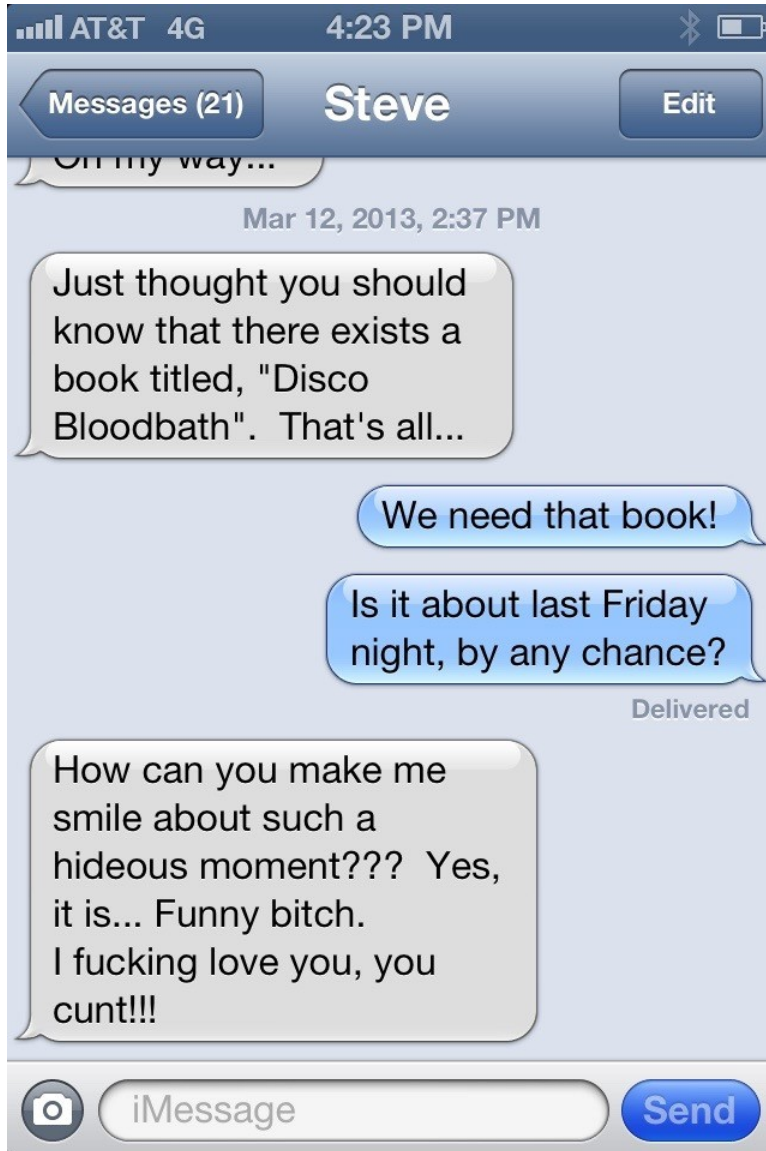 AT&T 4G 4:23 PM
Messages (21) Steve Edit
On my way...
Mar 12, 2013, 2:37 PM
Just thought you should
know that there exists a
book titled, "Disco
Bloodbath".  That's all...
We need that book!
Is it about last Friday
night, by any chance?
Delivered
How can you make me
smile about such a
hideous moment???  Yes,
it is... Funny bitch.
I fucking love you, you
cunt!!!
iMessage Send